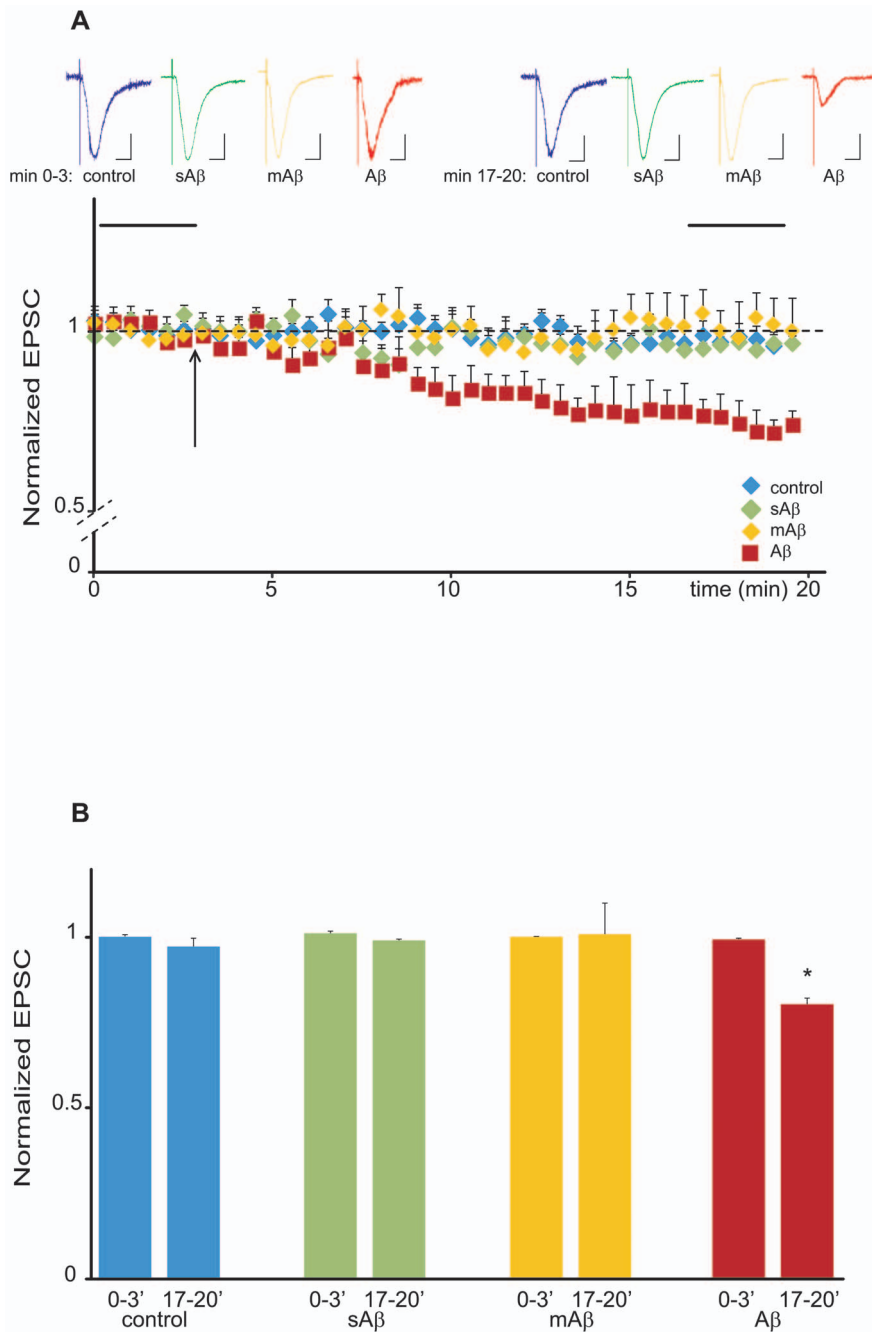 A
min 0-3: control sAβ mAβ Aβ min 17-20: control sAβ mAβ Aβ
Normalized EPSC
1
0.5
0
control
sAβ
mAβ
Aβ
0 5 10 15 time (min) 20
B
Normalized EPSC
1
0.5
0
*
0-3’ 17-20’ 0-3’ 17-20’ 0-3’ 17-20’ 0-3’ 17-20’
control sAβ mAβ Aβ